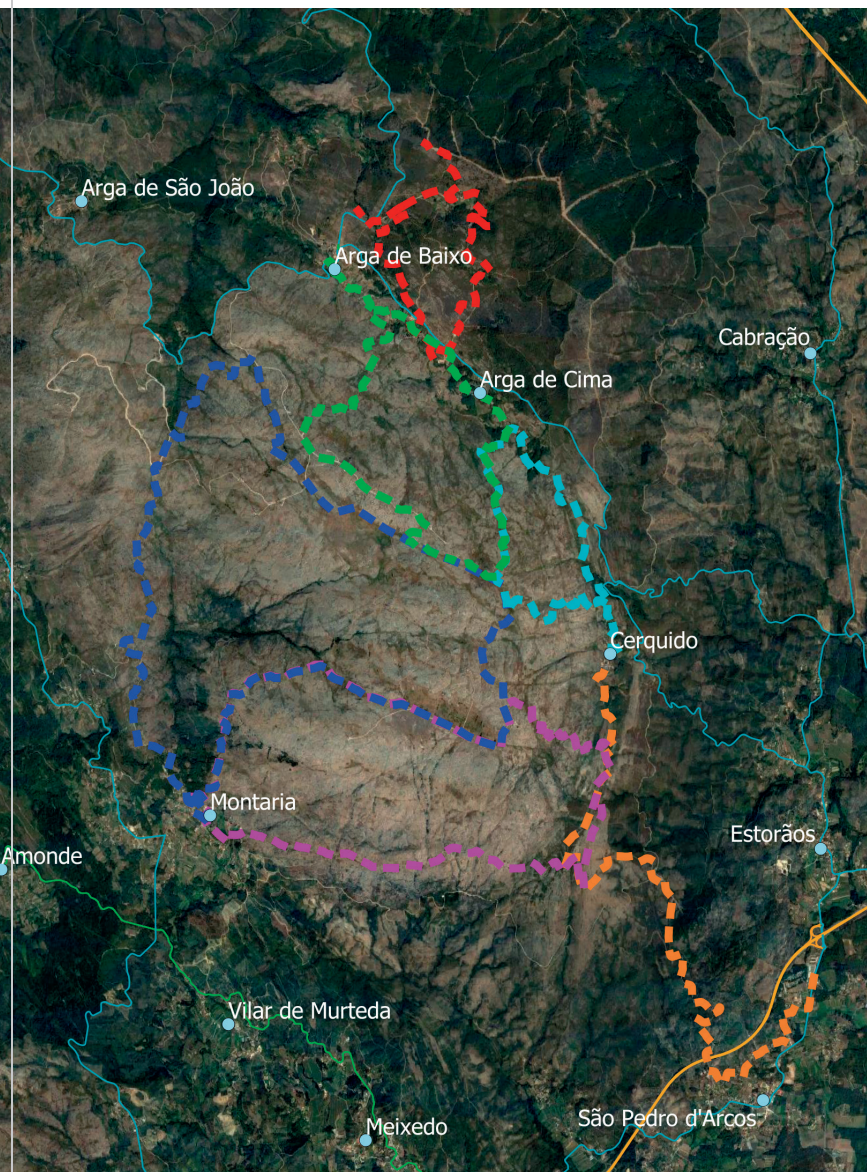 Arga de São João
Arga de Baixo
Cabração
Arga de Cima
Cerquido
Montaria
Estorãos
Amonde
Vilar de Murteda
São Pedro d'Arcos
Meixedo